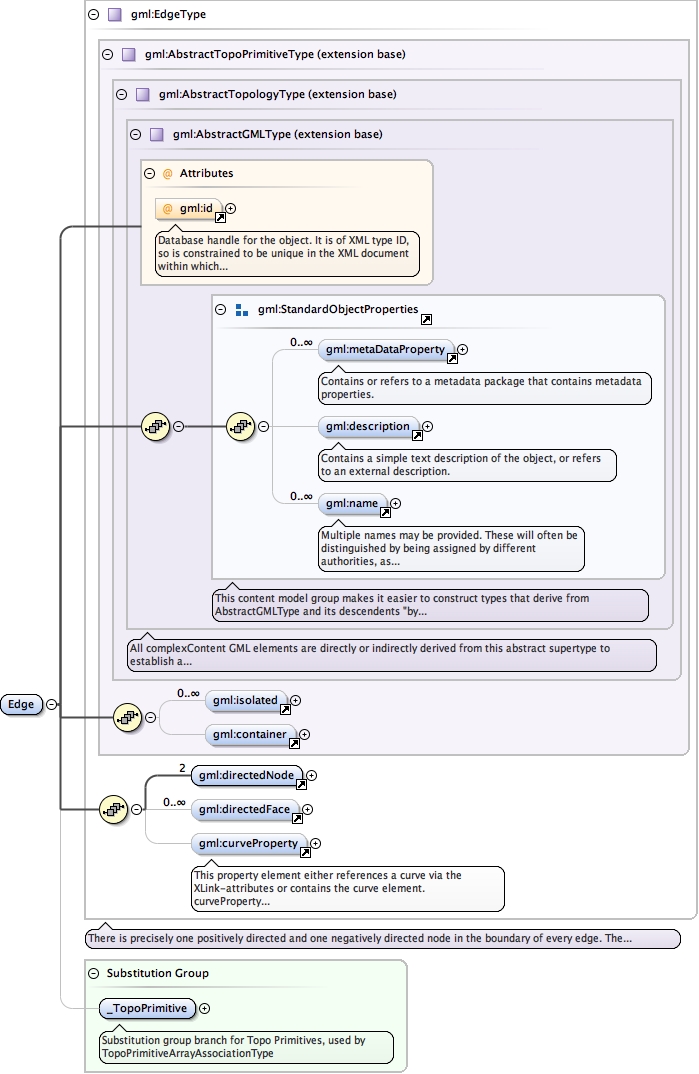 gml:EdgeType
gml:AbstractTopoPrimitiveType (extension base)
gml:AbstractTopologyType (extension base)
gml:AbstractGMLType (extension base)
@ Attributes
@ gml:id
Database handle for the object. It is of XML type ID,
so is constrained to be unique in the XML document
within which...
gml:StandardObjectProperties
0..∞
gml:metaDataProperty
Contains or refers to a metadata package that contains metadata
properties.
gml:description
Contains a simple text description of the object, or refers
to an external description.
0..∞
gml:name
Multiple names may be provided. These will often be
distinguished by being assigned by different
authorities, as...
This content model group makes it easier to construct types that derive from
AbstractGMLType and its descendents "by...
All complexContent GML elements are directly or indirectly derived from this abstract supertype to
establish a...
Edge
0..∞
gml:isolated
gml:container
2
gml:directedNode
0..∞
gml:directedFace
gml:curveProperty
This property element either references a curve via the
XLink-attributes or contains the curve element.
curveProperty...
There is precisely one positively directed and one negatively directed node in the boundary of every edge. The...
Substitution Group
_TopoPrimitive
Substitution group branch for Topo Primitives, used by
TopoPrimitiveArrayAssociationType